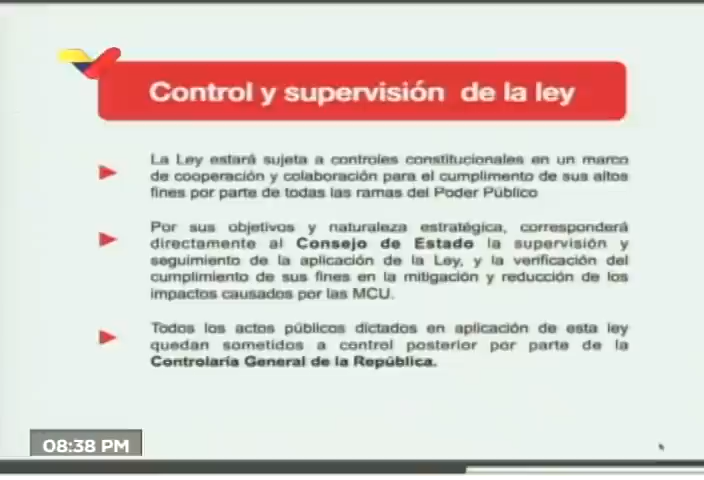 Control y supervisión de la ley
La Ley estará sujeta a controles constitucionales en un marco
de cooperación y colaboración para el cumplimento de sus altos
fines por parte de todas las ramas del Poder Público
Por sus objetivos y naturaleza estratégica, corresponderá
directamente al Consejo de Estado la supervisión y
seguimiento de la aplicación de la Ley, y la verificación del
cumplimiento de sus fines en la mitigación y reducción de los
impactos causados por las MCU.
Todos los actos públicos dictados en aplicación de esta ley
quedan sometidos a control posterior por parte de la
Controlaría General de la República.
08:38 PM